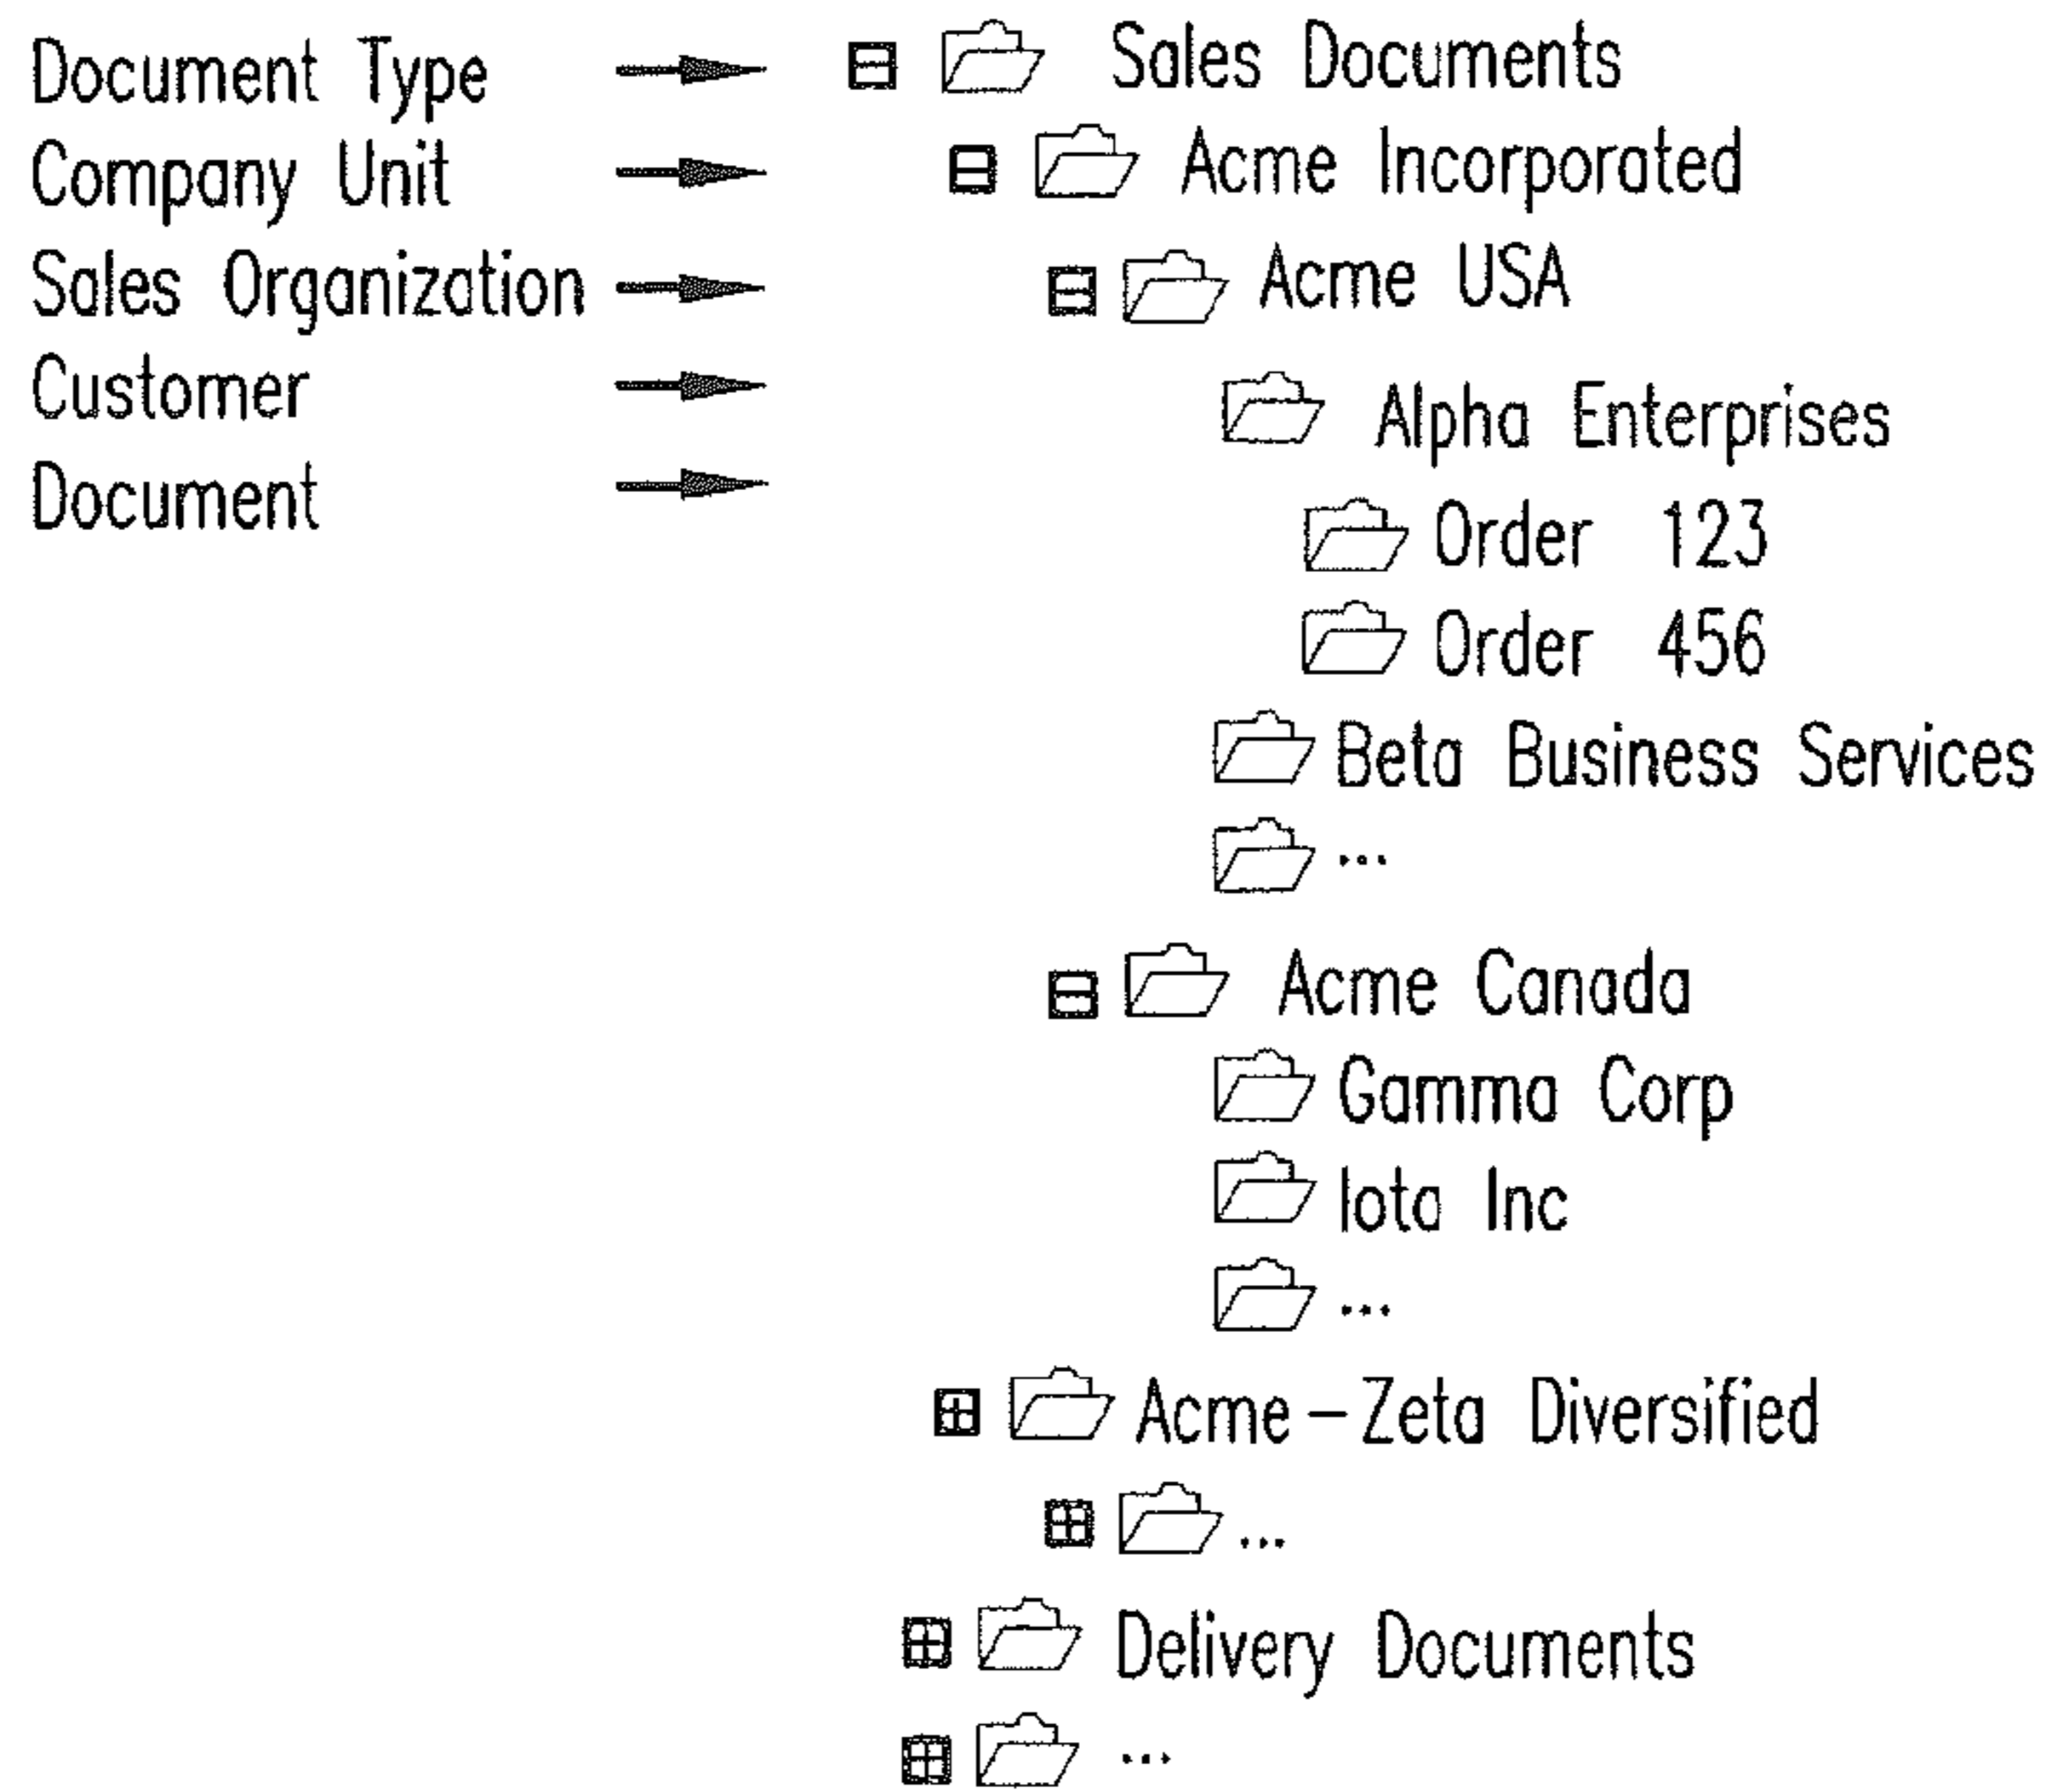 Document Type
Company Unit
Sales Organization
Customer
Document
Sales Documents
Acme Incorporated
Acme USA
Alpha Enterprises
Order 123
Order 456
Beta Business Services
...
Acme Canada
Gamma Corp
Iota Inc
...
Acme-Zeta Diversified
...
Delivery Documents
...